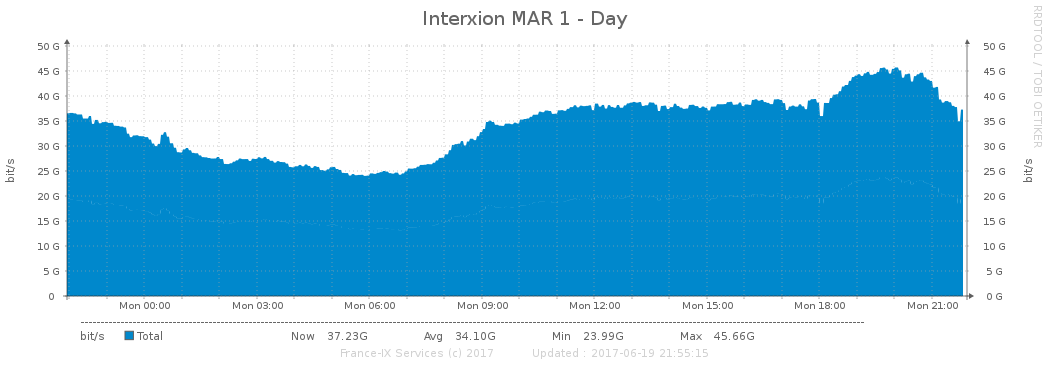 Interxion MAR 1 - Day
RRDTOOL / TOBI OETIKER
50 G 50 G
45 G 45 G
40 G 40 G
35 G 35 G
30 G 30 G
25 G 25 G
20 G 20 G
15 G 15 G
10 G 10 G
5 G 5 G
0 0 G
bit/s
bit/s
Mon 00:00 Mon 03:00 Mon 06:00 Mon 09:00 Mon 12:00 Mon 15:00 Mon 18:00 Mon 21:00
bit/s Total Now 37.23G Avg 34.10G Min 23.99G Max 45.66G
France-IX Services (c) 2017 Updated : 2017-06-19 21:55:15